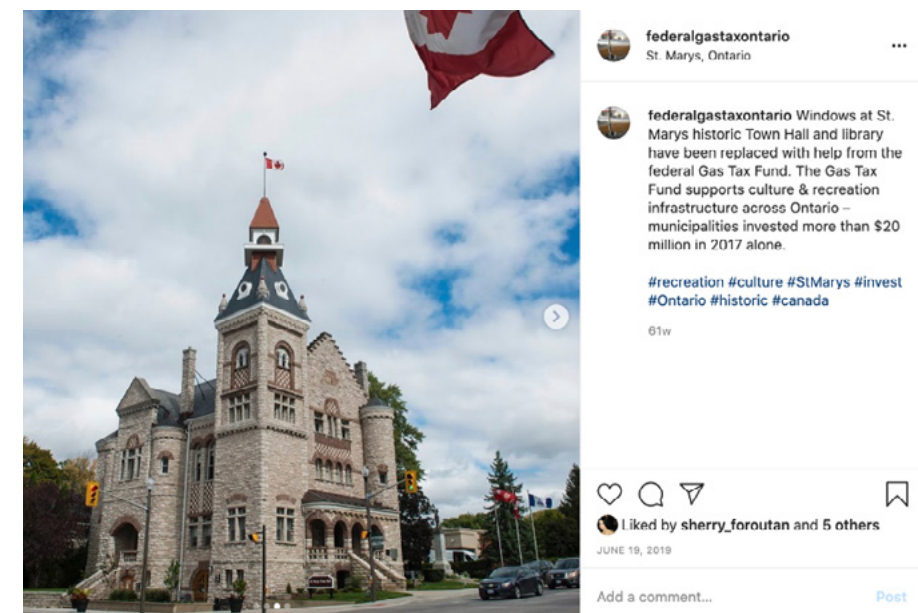 federalgastaxontario
St. Marys, Ontario
federalgastaxontario Windows at St.
Marys historic Town Hall and library
have been replaced with help from the
federal Gas Tax Fund. The Gas Tax
Fund supports culture & recreation
infrastructure across Ontario –
municipalities invested more than $20
million in 2017 alone.
#recreation #culture #StMarys #invest
#Ontario #historic #canada
61w
Liked by sherry_foroutan and 5 others
JUNE 19, 2019
Add a comment...
Post